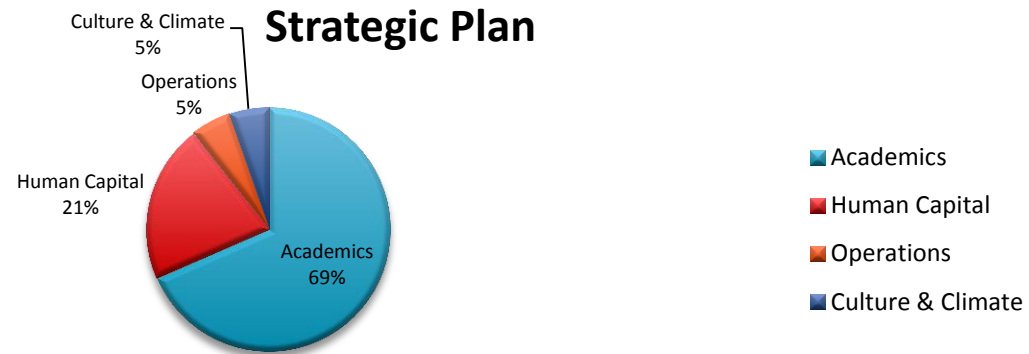 Strategic Plan
Culture & Climate
5%
Operations
5%
Human Capital
21%
Academics
69%
Academics
Human Capital
Operations
Culture & Climate